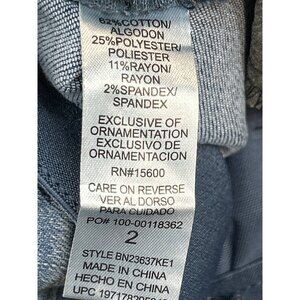 62%COTTON/
ALGODON
25%POLYESTER/
POLIESTER
11%RAYON/
RAYON
2%SPANDEX/
SPANDEX
EXCLUSIVE OF
ORNAMENTATION
EXCLUSIVO DE
ORNAMENTACION
RN#15600
CARE ON REVERSE
VER AL DORSO
PARA CUIDADO
PO# 100-00118362
2
STYLE BN23637KE1
MADE IN CHINA
HECHO EN CHINA
UPC